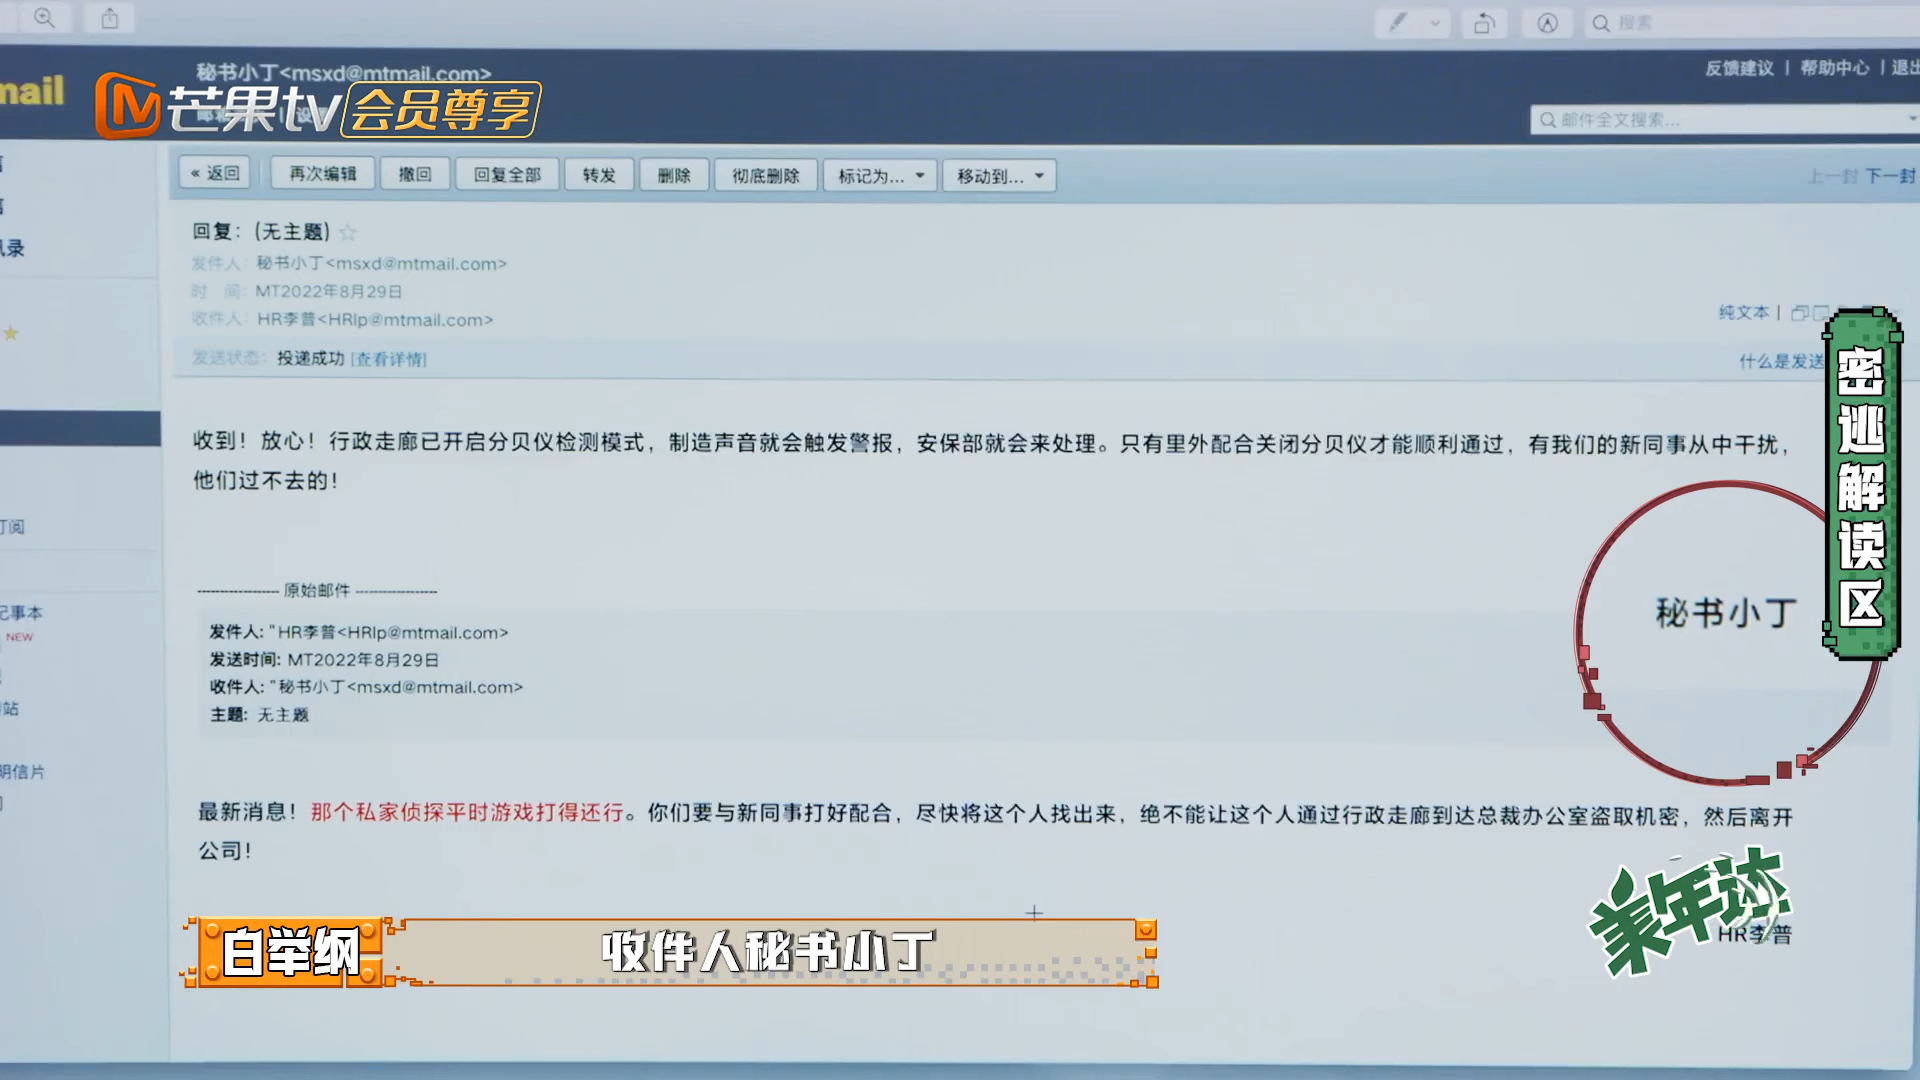 搜索
mail
秘书小丁<msxd@mtmail.com>
反馈建议 | 帮助中心 | 退出
芒果tv 会员尊享
邮件全文搜索...
« 返回 再次编辑 撤回 回复全部 转发 删除 彻底删除 标记为... 移动到...
上一封 下一封
回复：(无主题)
发件人：秘书小丁<msxd@mtmail.com>
时 间：MT2022年8月29日
收件人：HR李普<HRlp@mtmail.com>
纯文本 |
发送状态：投递成功 [查看详情]
什么是发送
密逃解读区
收到！放心！行政走廊已开启分贝仪检测模式，制造声音就会触发警报，安保部就会来处理。只有里外配合关闭分贝仪才能顺利通过，有我们的新同事从中干扰，
他们过不去的！
订阅
原始邮件
记事本
NEW
秘书小丁
发件人: "HR李普<HRlp@mtmail.com>
发送时间: MT2022年8月29日
收件人: "秘书小丁<msxd@mtmail.com>
主题: 无主题
站
明信片
最新消息！那个私家侦探平时游戏打得还行。你们要与新同事打好配合，尽快将这个人找出来，绝不能让这个人通过行政走廊到达总裁办公室盗取机密，然后离开
公司！
美年达
HR李普
白举纲
收件人秘书小丁